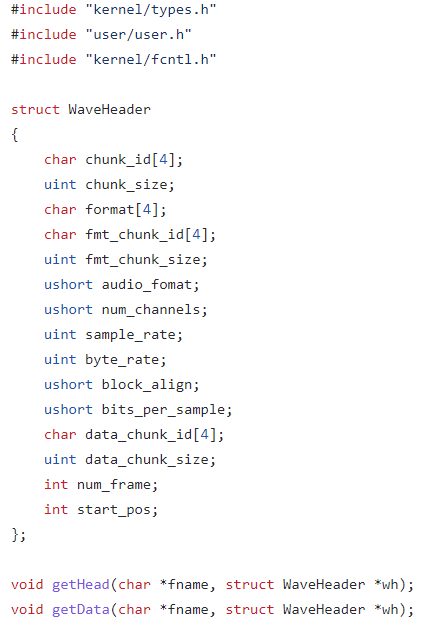 #include "kernel/types.h"
#include "user/user.h"
#include "kernel/fcntl.h"
struct WaveHeader
{
    char chunk_id[4];
    uint chunk_size;
    char format[4];
    char fmt_chunk_id[4];
    uint fmt_chunk_size;
    ushort audio_fomat;
    ushort num_channels;
    uint sample_rate;
    uint byte_rate;
    ushort block_align;
    ushort bits_per_sample;
    char data_chunk_id[4];
    uint data_chunk_size;
    int num_frame;
    int start_pos;
};
void getHead(char *fname, struct WaveHeader *wh);
void getData(char *fname, struct WaveHeader *wh);